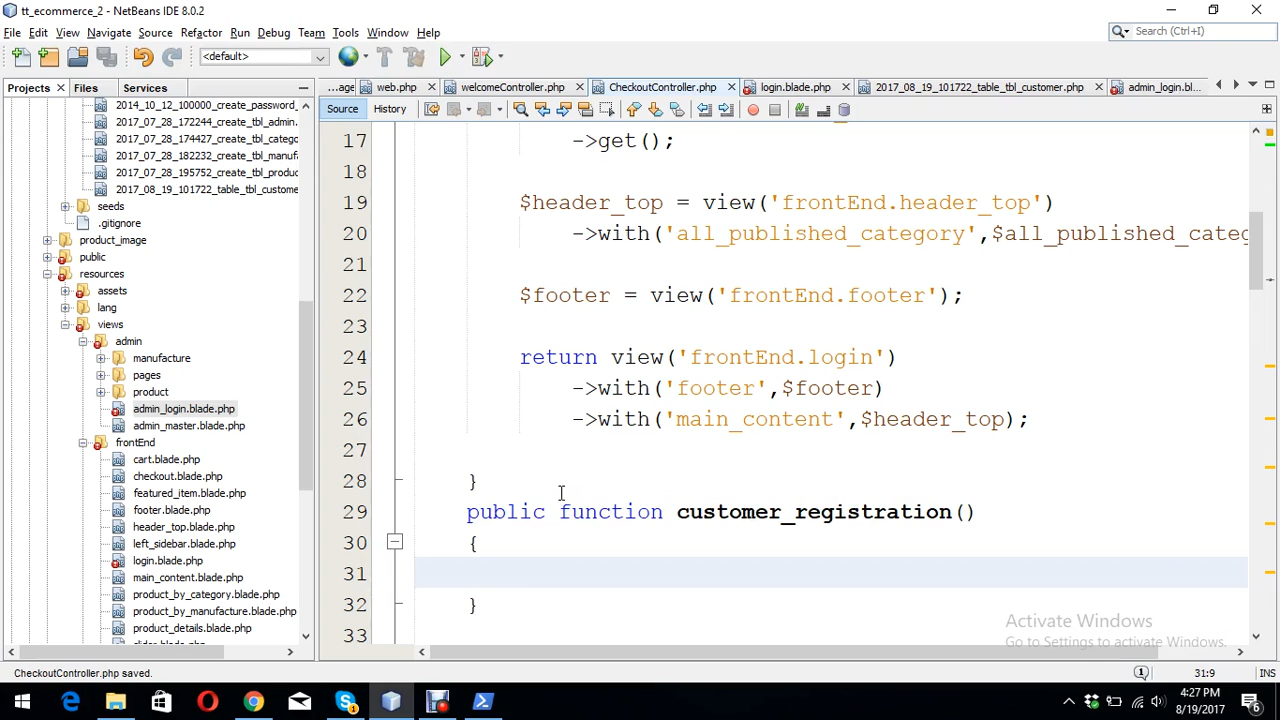 tt_ecommerce_2 - NetBeans IDE 8.0.2
File Edit View Navigate Source Refactor Run Debug Team Tools Window Help
Search (Ctrl+I)
<default>
Projects Files Services
...age web.php welcomeController.php CheckoutController.php login.blade.php 2017_08_19_101722_table_tbl_customer.php admin_login.bl...
Source History
2014_10_12_100000_create_password_
2017_07_28_172244_create_tbl_admin.
2017_07_28_174427_create_tbl_catego
2017_07_28_182232_create_tbl_manufa
2017_07_28_195752_create_tbl_produc
2017_08_19_101722_table_tbl_custome
seeds
.gitignore
product_image
public
resources
assets
lang
views
admin
manufacture
pages
product
admin_login.blade.php
admin_master.blade.php
frontEnd
cart.blade.php
checkout.blade.php
featured_item.blade.php
footer.blade.php
header_top.blade.php
left_sidebar.blade.php
login.blade.php
main_content.blade.php
product_by_category.blade.php
product_by_manufacture.blade.php
product_details.blade.php
17 ->get();
18
19 $header_top = view('frontEnd.header_top')
20 ->with('all_published_category',$all_published_categ
21
22 $footer = view('frontEnd.footer');
23
24 return view('frontEnd.login')
25 ->with('footer',$footer)
26 ->with('main_content',$header_top);
27
28 }
29 public function customer_registration()
30 {
31
32 }
33
Activate Windows
Go to Settings to activate Windows.
CheckoutController.php saved.
1
31:9
INS
4:27 PM
8/19/2017
6